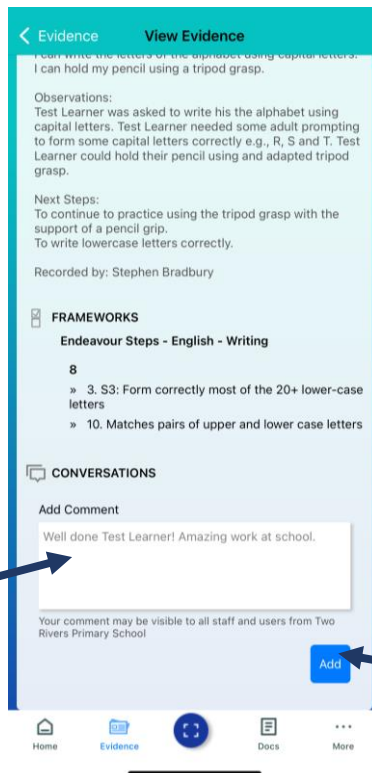 Evidence
View Evidence
I can write the letters of the alphabet using capital letters.
I can hold my pencil using a tripod grasp.
Observations:
Test Learner was asked to write his the alphabet using
capital letters. Test Learner needed some adult prompting
to form some capital letters correctly e.g., R, S and T. Test
Learner could hold their pencil using and adapted tripod
grasp.
Next Steps:
To continue to practice using the tripod grasp with the
support of a pencil grip.
To write lowercase letters correctly.
Recorded by: Stephen Bradbury
FRAMEWORKS
Endeavour Steps - English - Writing
8
» 3. S3: Form correctly most of the 20+ lower-case
letters
» 10. Matches pairs of upper and lower case letters
CONVERSATIONS
Add Comment
Well done Test Learner! Amazing work at school.
Your comment may be visible to all staff and users from Two
Rivers Primary School
Add
Home Evidence Docs More